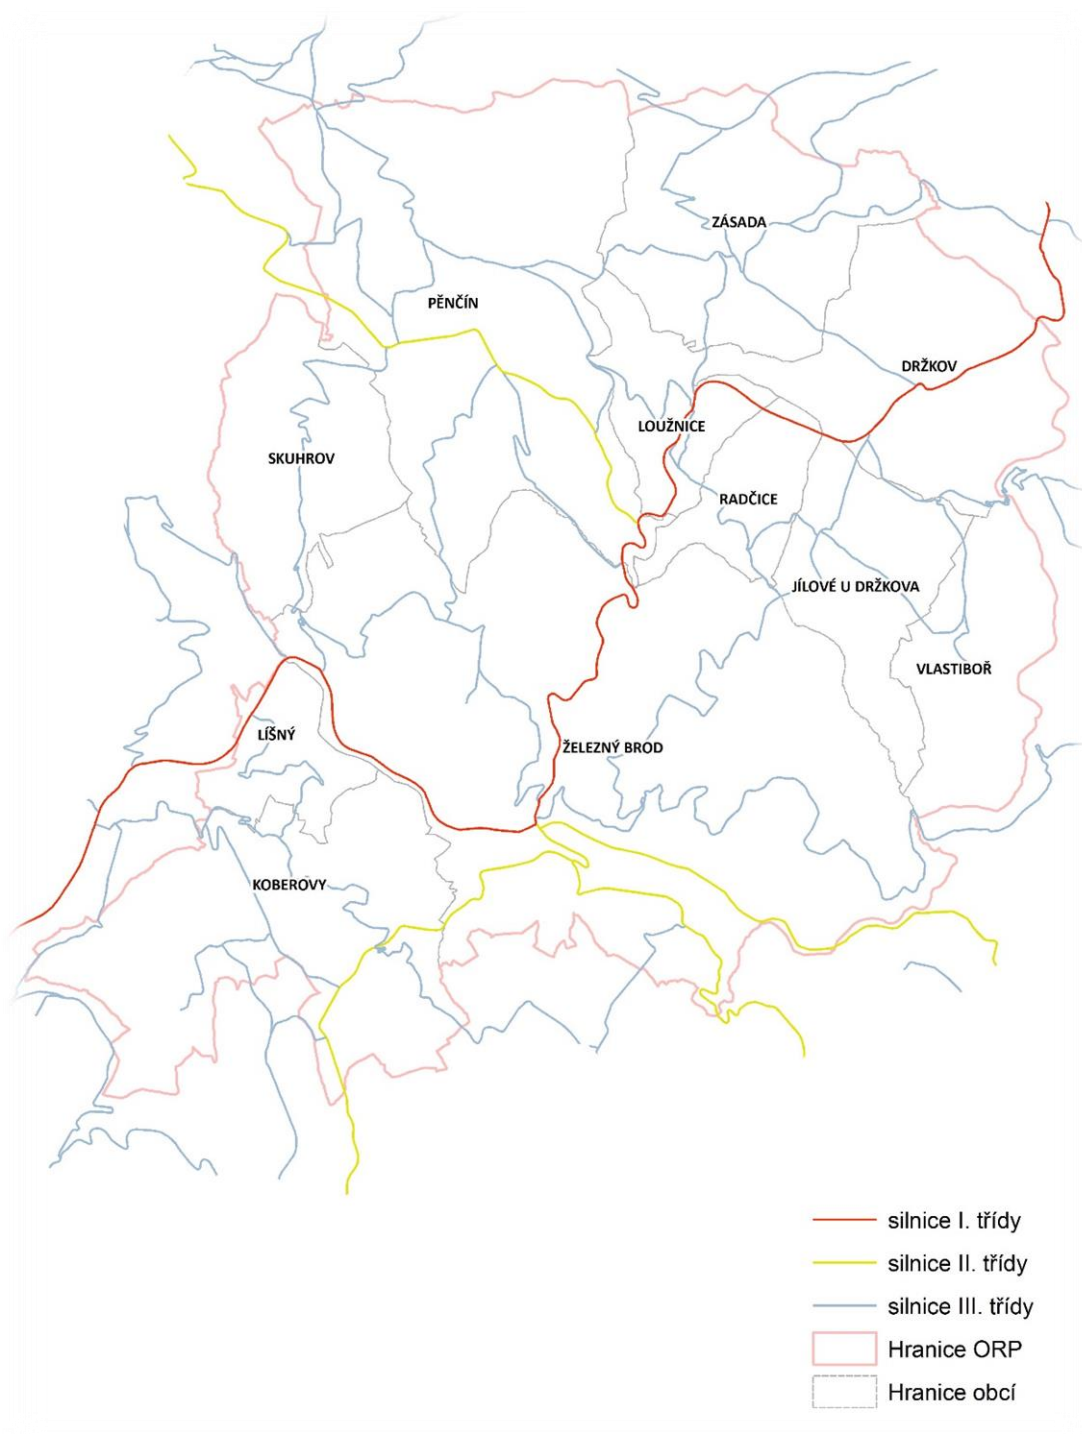 ZÁSADA
PĚNČÍN
DRŽKOV
LOUŽNICE
SKUHROV
RADČICE
JÍLOVÉ U DRŽKOVA
VLASTIBOŘ
LÍŠNÝ
ŽELEZNÝ BROD
KOBEROVY
silnice I. třídy
silnice II. třídy
silnice III. třídy
Hranice ORP
Hranice obcí